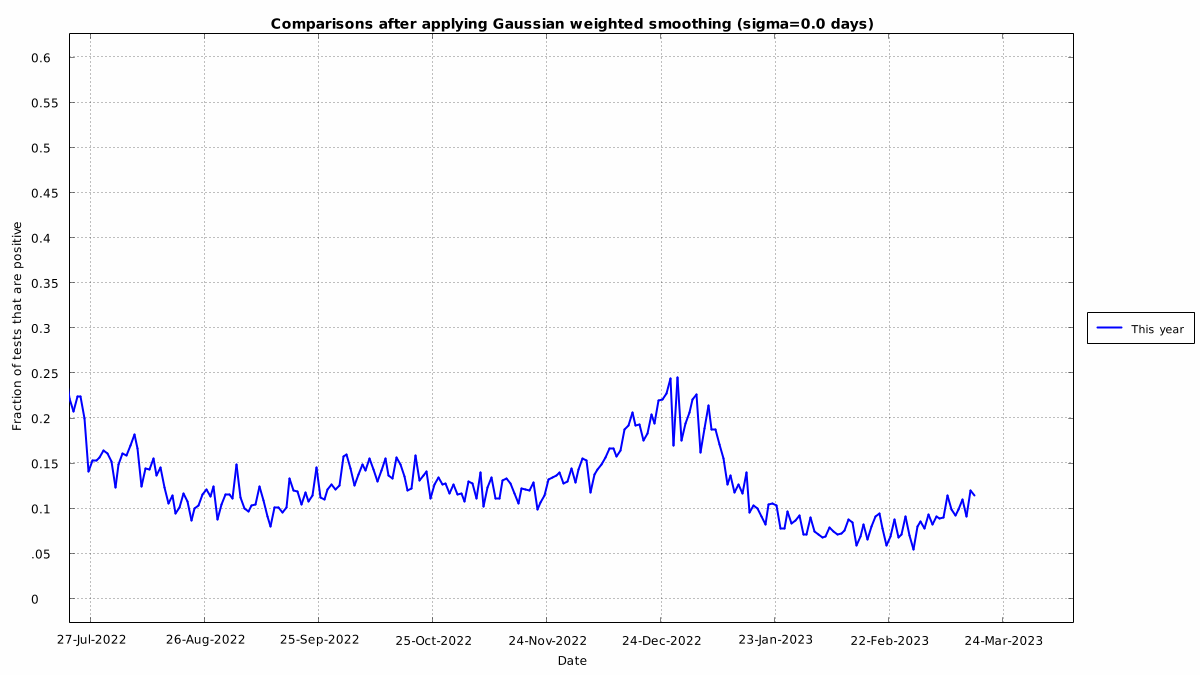 Comparisons after applying Gaussian weighted smoothing (sigma=0.0 days)
0.6
0.55
0.5
0.45
0.4
0.35
0.3
0.25
0.2
0.15
0.1
.05
0
Fraction of tests that are positive
This year
27-Jul-2022
26-Aug-2022
25-Sep-2022
25-Oct-2022
24-Nov-2022
24-Dec-2022
23-Jan-2023
22-Feb-2023
24-Mar-2023
Date